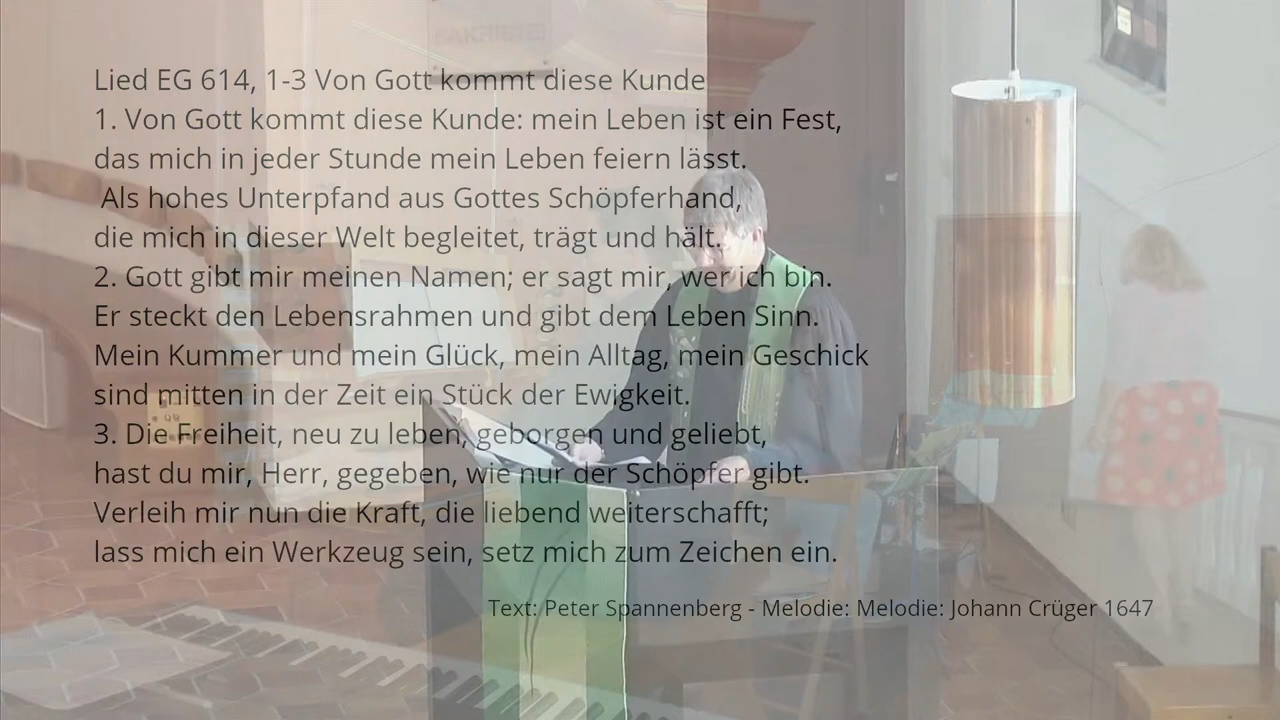 Lied EG 614, 1-3 Von Gott kommt diese Kunde
1. Von Gott kommt diese Kunde: mein Leben ist ein Fest,
das mich in jeder Stunde mein Leben feiern lässt.
Als hohes Unterpfand aus Gottes Schöpferhand,
die mich in dieser Welt begleitet, trägt und hält.
2. Gott gibt mir meinen Namen; er sagt mir, wer ich bin.
Er steckt den Lebensrahmen und gibt dem Leben Sinn.
Mein Kummer und mein Glück, mein Alltag, mein Geschick
sind mitten in der Zeit ein Stück der Ewigkeit.
3. Die Freiheit, neu zu leben, geborgen und geliebt,
hast du mir, Herr, gegeben, wie nur der Schöpfer gibt.
Verleih mir nun die Kraft, die liebend weiterschafft;
lass mich ein Werkzeug sein, setz mich zum Zeichen ein.
Text: Peter Spannenberg - Melodie: Melodie: Johann Crüger 1647